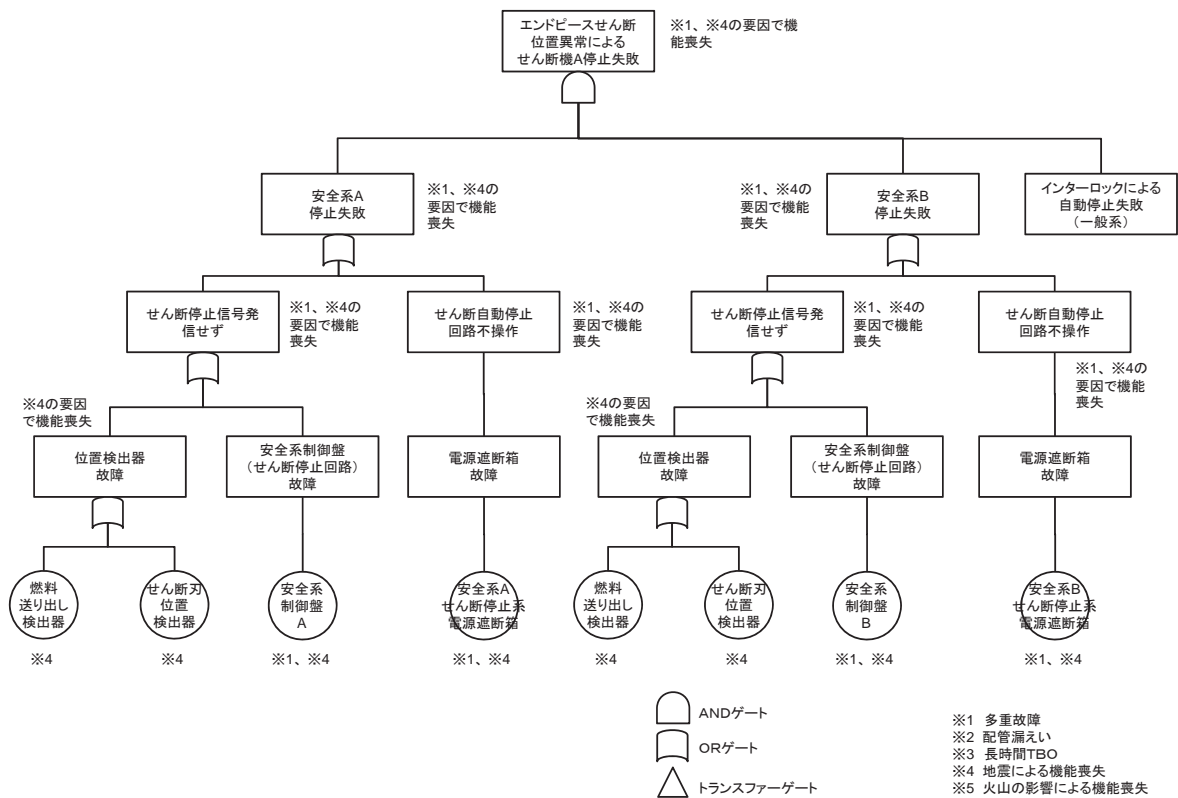 エンドピースせん断
位置異常による
せん断機A停止失敗
※1、※4の要因で機
能喪失
安全系A
停止失敗
※1、※4の
要因で機能
喪失
安全系B
停止失敗
※1、※4の
要因で機能
喪失
インターロックによる
自動停止失敗
(一般系)
せん断停止信号発
信せず
※1、※4の
要因で機能
喪失
せん断自動停止
回路不操作
※1、※4の
要因で機能
喪失
せん断停止信号発
信せず
※1、※4の
要因で機能
喪失
せん断自動停止
回路不操作
※1、※4の
要因で機能
喪失
※4の要因
で機能喪失
位置検出器
故障
安全系制御盤
(せん断停止回路)
故障
電源遮断箱
故障
※4の要因
で機能喪失
位置検出器
故障
安全系制御盤
(せん断停止回路)
故障
電源遮断箱
故障
燃料
送り出し
検出器
せん断刃
位置
検出器
安全系
制御盤
A
安全系A
せん断停止系
電源遮断箱
燃料
送り出し
検出器
せん断刃
位置
検出器
安全系
制御盤
B
安全系B
せん断停止系
電源遮断箱
※4
※4
※1、※4
※1、※4
※4
※4
※1、※4
※1、※4
ANDゲート
ORゲート
トランスファーゲート
※1 多重故障
※2 配管漏えい
※3 長時間TBO
※4 地震による機能喪失
※5 火山の影響による機能喪失